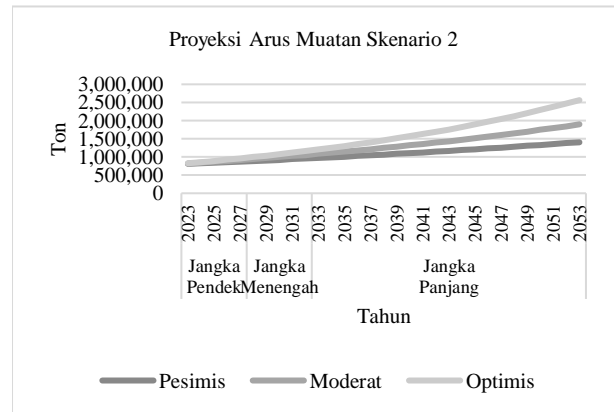 Proyeksi Arus Muatan Skenario 2
3,000,000
2,500,000
2,000,000
1,500,000
1,000,000
500,000
0
Ton
2023 2025 2027 2029 2031 2033 2035 2037 2039 2041 2043 2045 2047 2049 2051 2053
Jangka Jangka Jangka
Pendek Menengah Panjang
Tahun
Pesimis Moderat Optimis